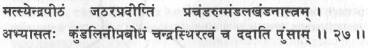 मत्स्येन्द्रपीठं जठरप्रदीप्तिं प्रचंडरुग्मंडलखंडनास्त्रम् ।
अभ्यासतः कुंडलिनीप्रबोधं चन्द्रस्थिरत्वं च ददाति पुंसाम् ।। २७ ।।